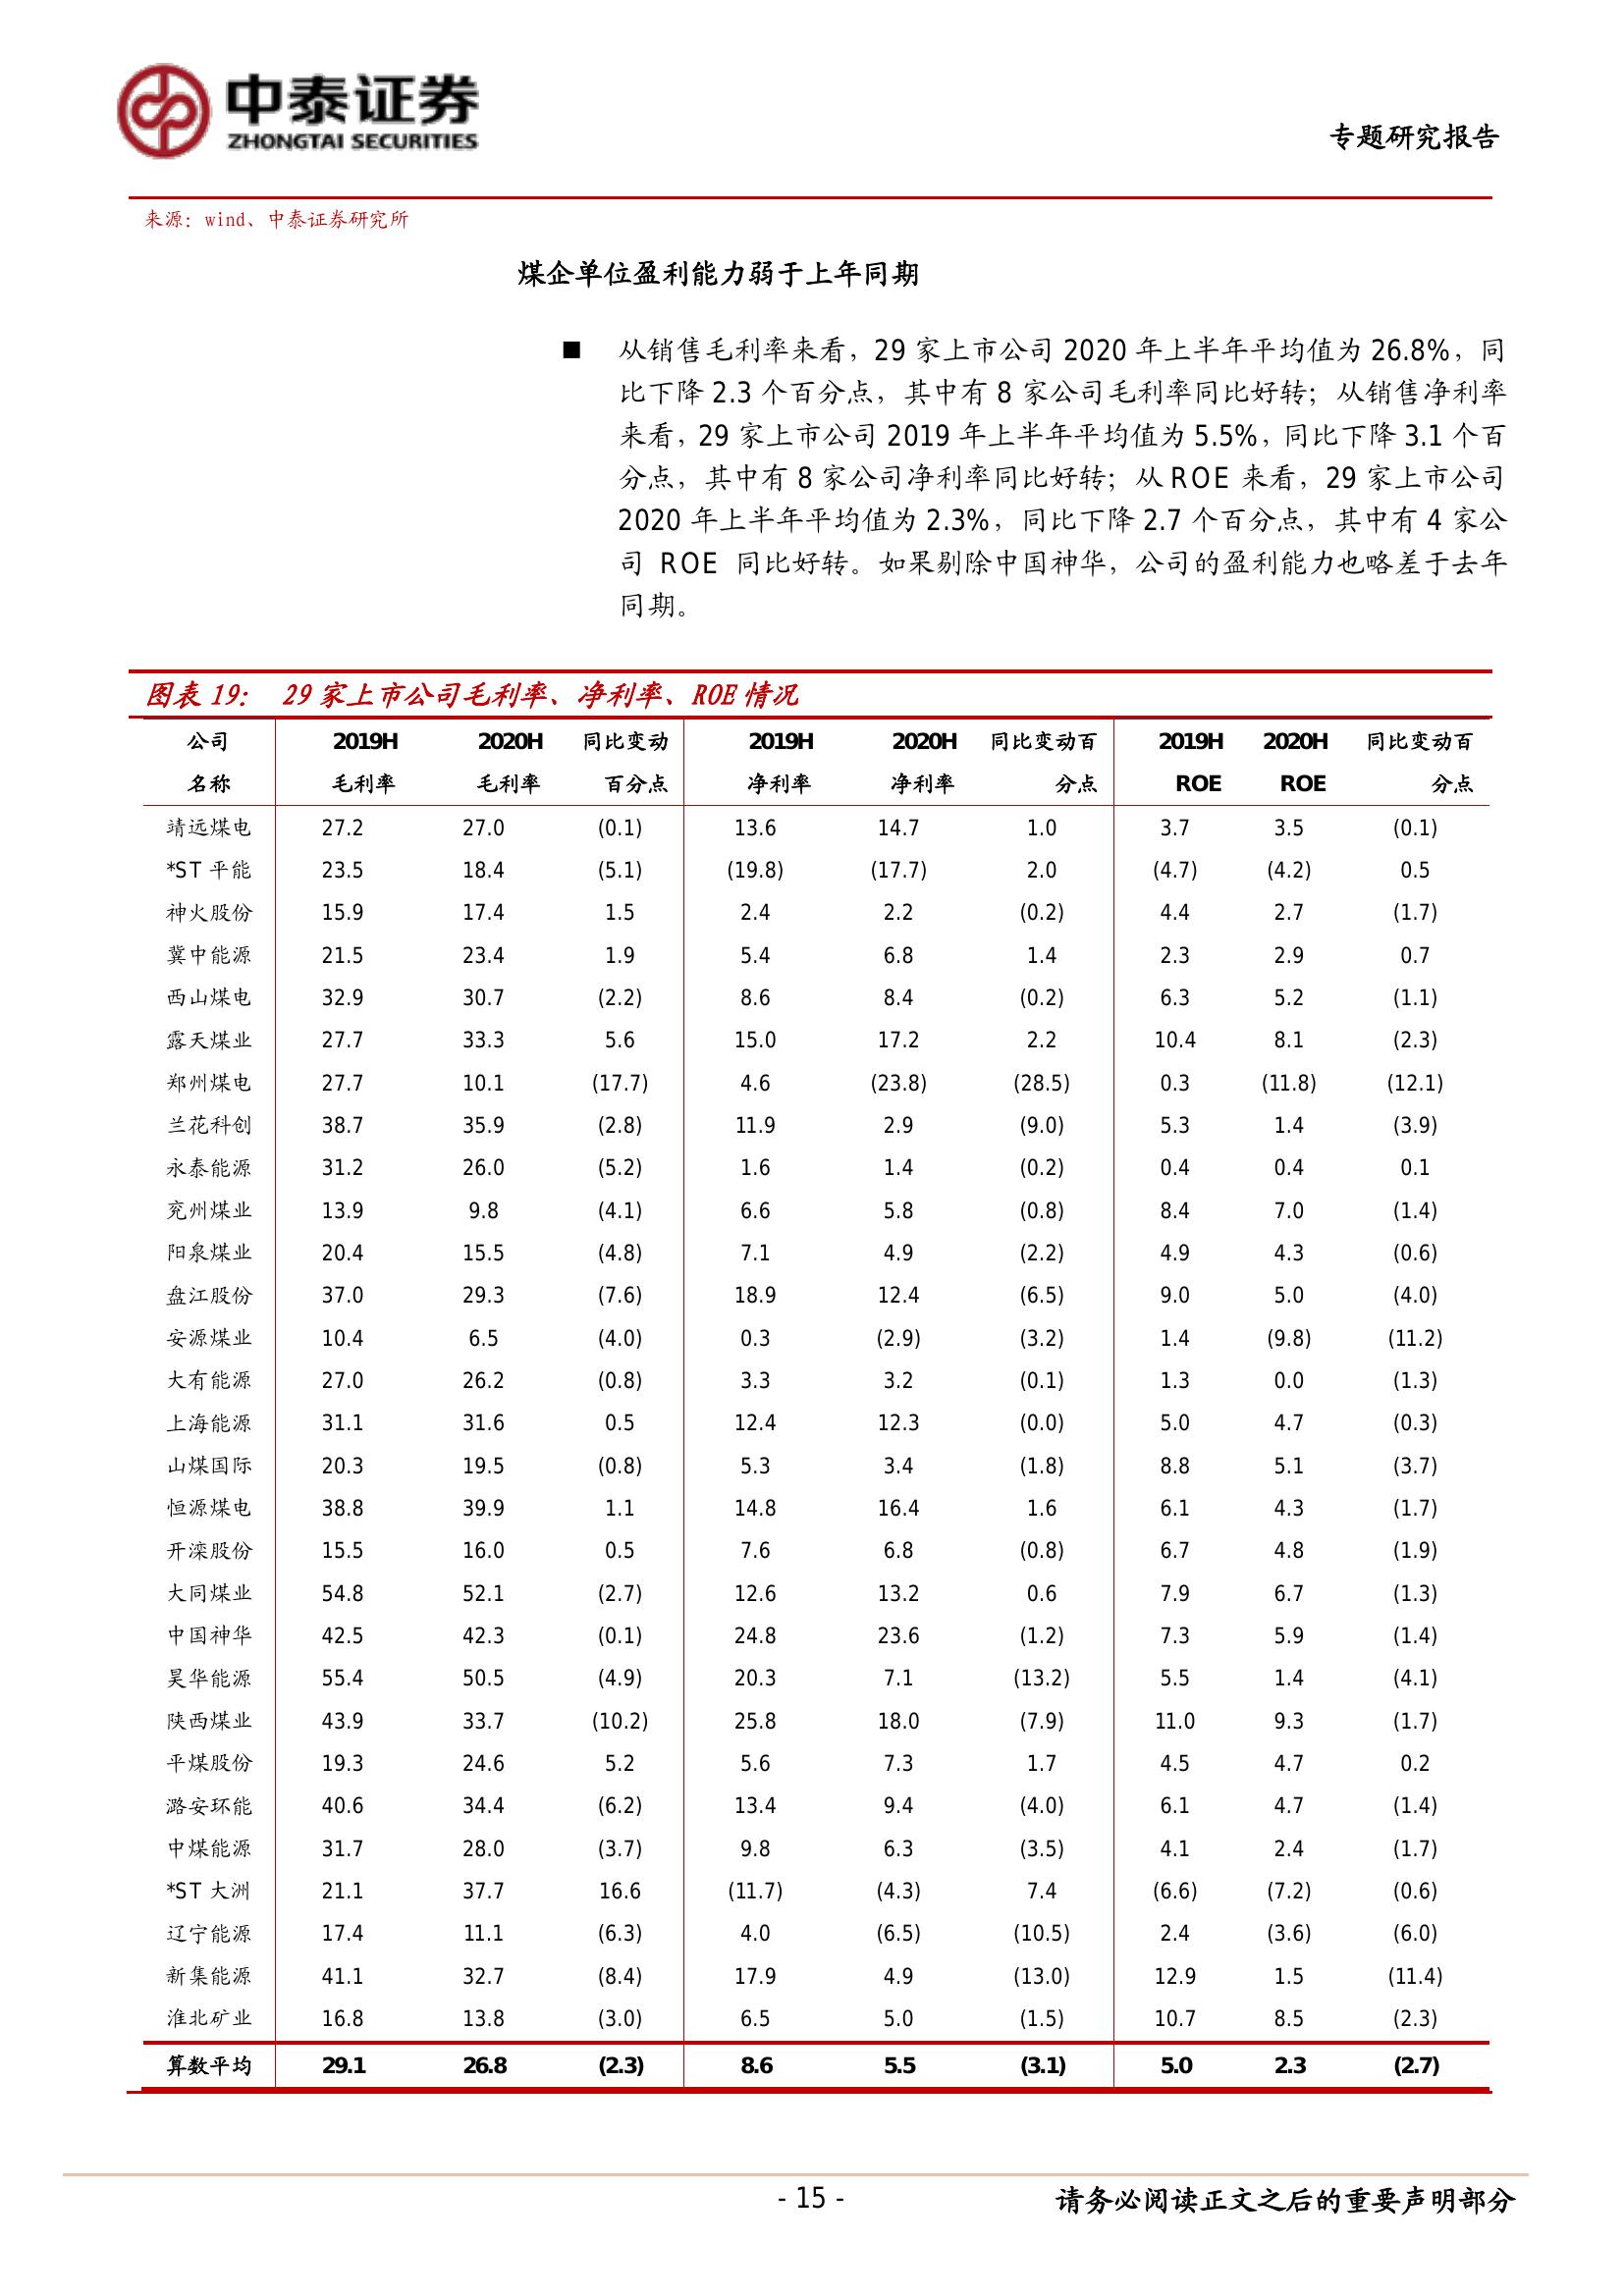 中泰证券
ZHONGTAI SECURITIES
专题研究报告
来源：wind、中泰证券研究所
煤企单位盈利能力弱于上年同期
■ 从销售毛利率来看，29 家上市公司 2020 年上半年平均值为 26.8%，同
比下降 2.3 个百分点，其中有 8 家公司毛利率同比好转；从销售净利率
来看，29 家上市公司 2019 年上半年平均值为 5.5%，同比下降 3.1 个百
分点，其中有 8 家公司净利率同比好转；从 ROE 来看，29 家上市公司
2020 年上半年平均值为 2.3%，同比下降 2.7 个百分点，其中有 4 家公
司 ROE 同比好转。如果剔除中国神华，公司的盈利能力也略差于去年
同期。
图表 19： 29 家上市公司毛利率、净利率、ROE 情况
公司 2019H 2020H 同比变动 2019H 2020H 同比变动百 2019H 2020H 同比变动百
名称 毛利率 毛利率 百分点 净利率 净利率 分点 ROE ROE 分点
靖远煤电 27.2 27.0 (0.1) 13.6 14.7 1.0 3.7 3.5 (0.1)
*ST 平能 23.5 18.4 (5.1) (19.8) (17.7) 2.0 (4.7) (4.2) 0.5
神火股份 15.9 17.4 1.5 2.4 2.2 (0.2) 4.4 2.7 (1.7)
冀中能源 21.5 23.4 1.9 5.4 6.8 1.4 2.3 2.9 0.7
西山煤电 32.9 30.7 (2.2) 8.6 8.4 (0.2) 6.3 5.2 (1.1)
露天煤业 27.7 33.3 5.6 15.0 17.2 2.2 10.4 8.1 (2.3)
郑州煤电 27.7 10.1 (17.7) 4.6 (23.8) (28.5) 0.3 (11.8) (12.1)
兰花科创 38.7 35.9 (2.8) 11.9 2.9 (9.0) 5.3 1.4 (3.9)
永泰能源 31.2 26.0 (5.2) 1.6 1.4 (0.2) 0.4 0.4 0.1
兖州煤业 13.9 9.8 (4.1) 6.6 5.8 (0.8) 8.4 7.0 (1.4)
阳泉煤业 20.4 15.5 (4.8) 7.1 4.9 (2.2) 4.9 4.3 (0.6)
盘江股份 37.0 29.3 (7.6) 18.9 12.4 (6.5) 9.0 5.0 (4.0)
安源煤业 10.4 6.5 (4.0) 0.3 (2.9) (3.2) 1.4 (9.8) (11.2)
大有能源 27.0 26.2 (0.8) 3.3 3.2 (0.1) 1.3 0.0 (1.3)
上海能源 31.1 31.6 0.5 12.4 12.3 (0.0) 5.0 4.7 (0.3)
山煤国际 20.3 19.5 (0.8) 5.3 3.4 (1.8) 8.8 5.1 (3.7)
恒源煤电 38.8 39.9 1.1 14.8 16.4 1.6 6.1 4.3 (1.7)
开滦股份 15.5 16.0 0.5 7.6 6.8 (0.8) 6.7 4.8 (1.9)
大同煤业 54.8 52.1 (2.7) 12.6 13.2 0.6 7.9 6.7 (1.3)
中国神华 42.5 42.3 (0.1) 24.8 23.6 (1.2) 7.3 5.9 (1.4)
昊华能源 55.4 50.5 (4.9) 20.3 7.1 (13.2) 5.5 1.4 (4.1)
陕西煤业 43.9 33.7 (10.2) 25.8 18.0 (7.9) 11.0 9.3 (1.7)
平煤股份 19.3 24.6 5.2 5.6 7.3 1.7 4.5 4.7 0.2
潞安环能 40.6 34.4 (6.2) 13.4 9.4 (4.0) 6.1 4.7 (1.4)
中煤能源 31.7 28.0 (3.7) 9.8 6.3 (3.5) 4.1 2.4 (1.7)
*ST 大洲 21.1 37.7 16.6 (11.7) (4.3) 7.4 (6.6) (7.2) (0.6)
辽宁能源 17.4 11.1 (6.3) 4.0 (6.5) (10.5) 2.4 (3.6) (6.0)
新集能源 41.1 32.7 (8.4) 17.9 4.9 (13.0) 12.9 1.5 (11.4)
淮北矿业 16.8 13.8 (3.0) 6.5 5.0 (1.5) 10.7 8.5 (2.3)
算数平均 29.1 26.8 (2.3) 8.6 5.5 (3.1) 5.0 2.3 (2.7)
- 15 - 请务必阅读正文之后的重要声明部分